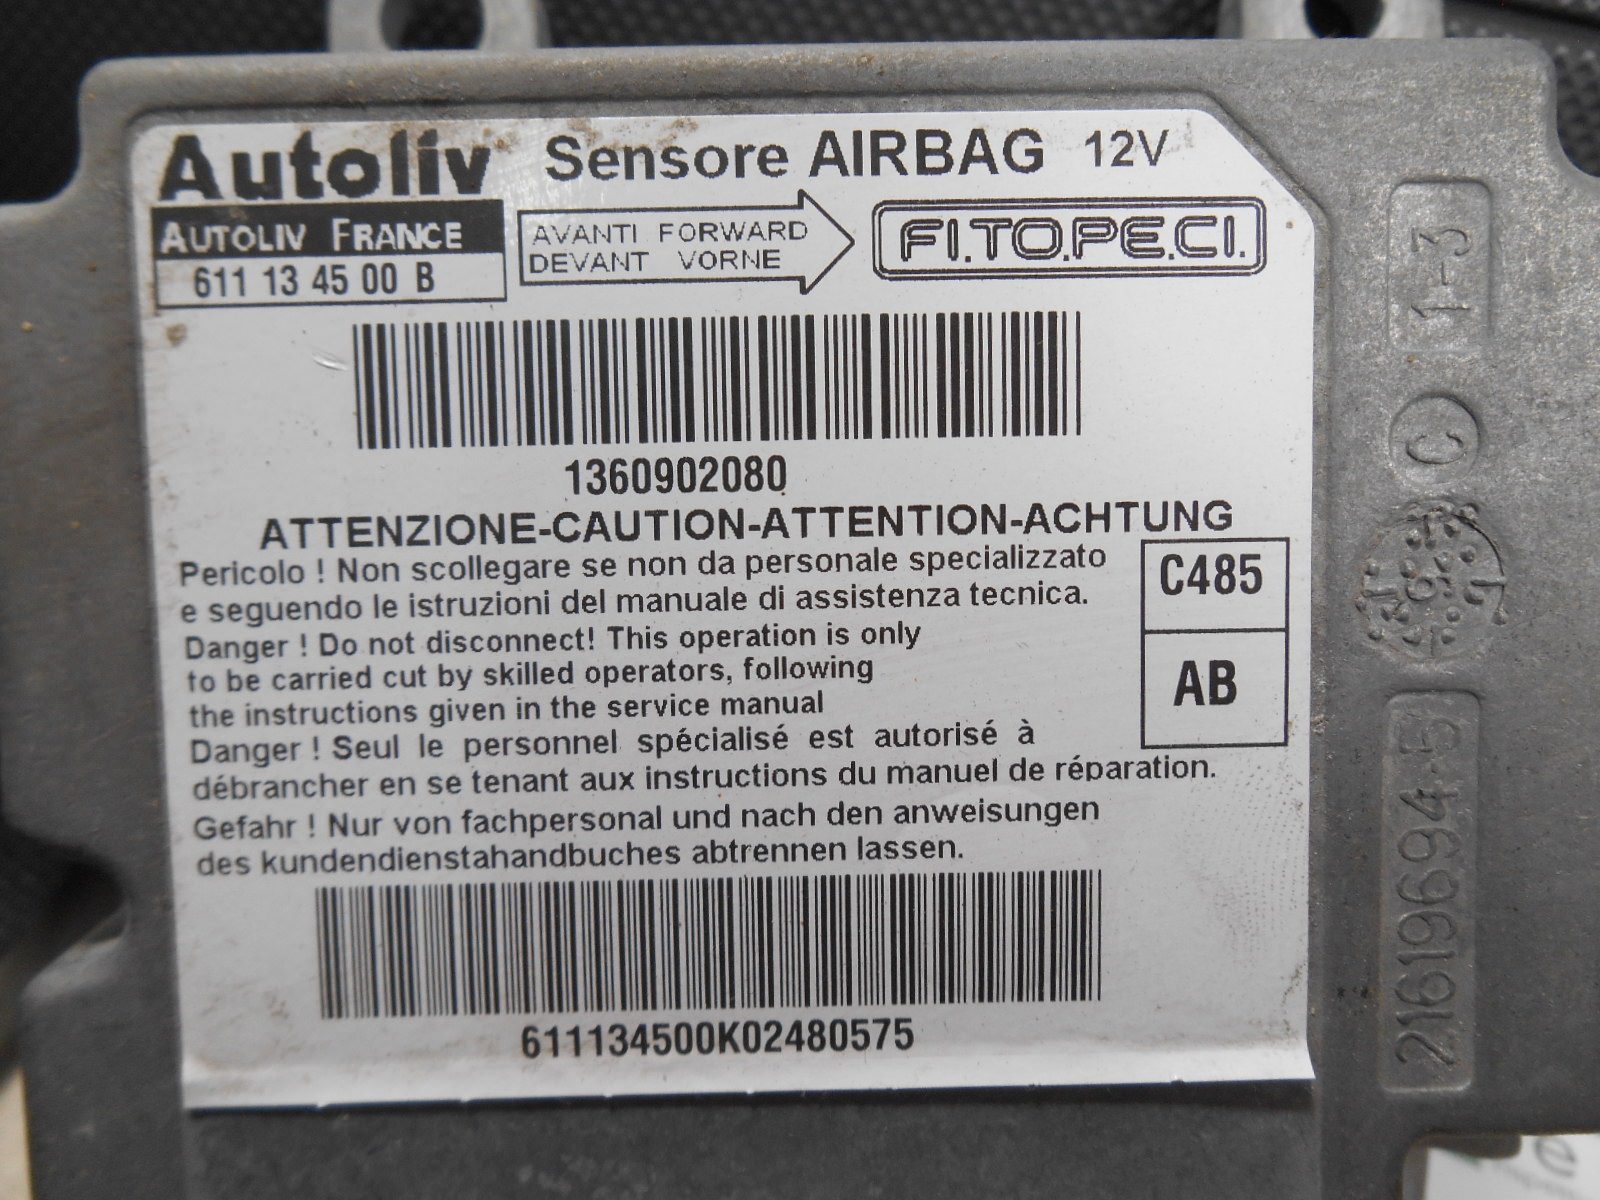 Autoliv Sensore AIRBAG 12V
AUTOLIV FRANCE
611 13 45 00 B
AVANTI FORWARD
DEVANT VORNE
FI.TO.PE.CI.
1360902080
ATTENZIONE-CAUTION-ATTENTION-ACHTUNG
Pericolo ! Non scollegare se non da personale specializzato
e seguendo le istruzioni del manuale di assistenza tecnica.
Danger ! Do not disconnect! This operation is only
to be carried cut by skilled operators, following
the instructions given in the service manual
Danger ! Seul le personnel spécialisé est autorisé à
débrancher en se tenant aux instructions du manuel de réparation.
Gefahr ! Nur von fachpersonal und nach den anweisungen
des kundendienstahandbuches abtrennen lassen.
C485
AB
611134500K02480575
1-3
C
21619694-5